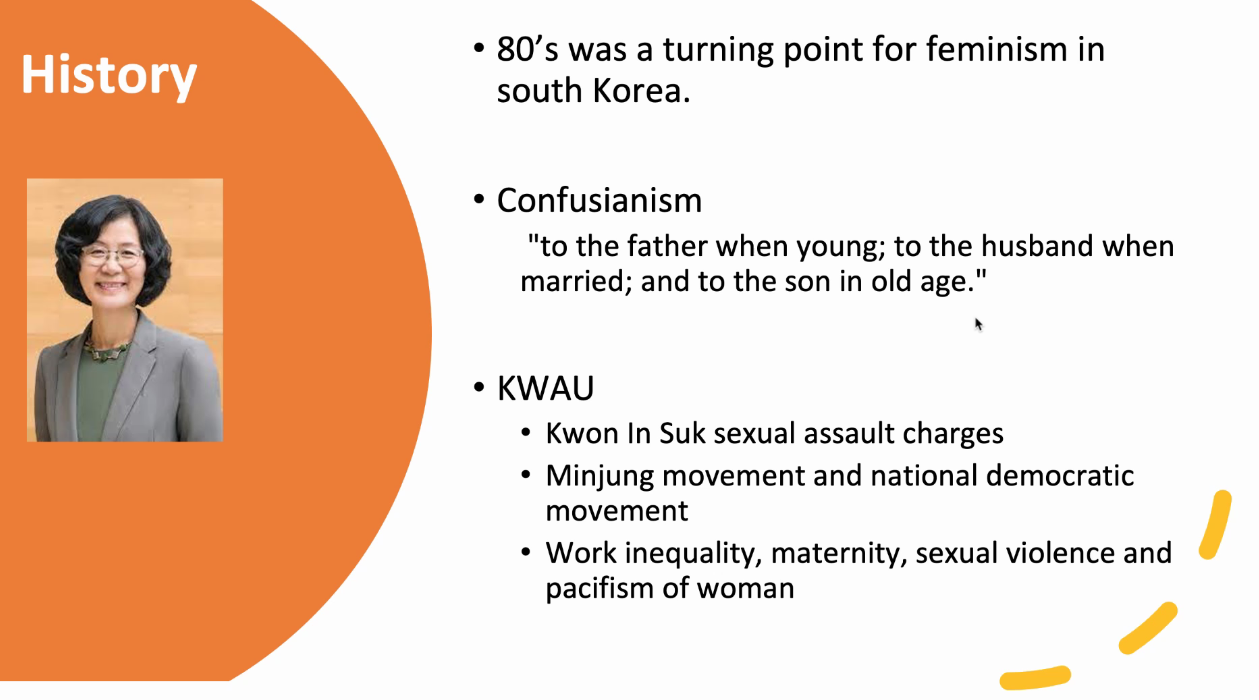 History
• 80’s was a turning point for feminism in
south Korea.
• Confusianism
"to the father when young; to the husband when
married; and to the son in old age."
• KWAU
• Kwon In Suk sexual assault charges
• Minjung movement and national democratic
movement
• Work inequality, maternity, sexual violence and
pacifism of woman